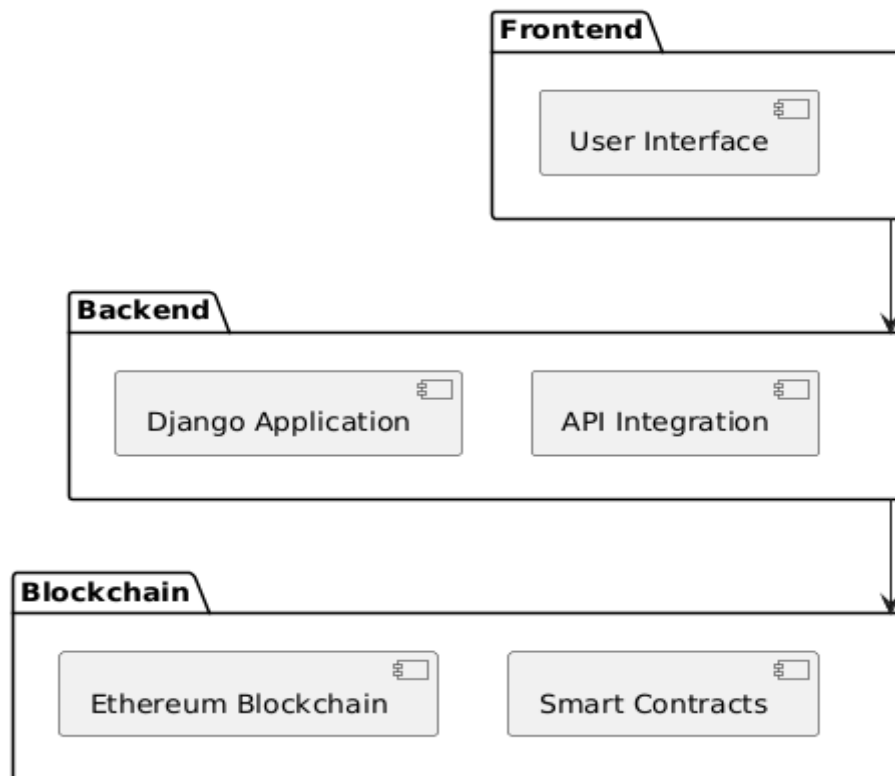 Frontend
User Interface
Backend
Django Application
API Integration
Blockchain
Ethereum Blockchain
Smart Contracts